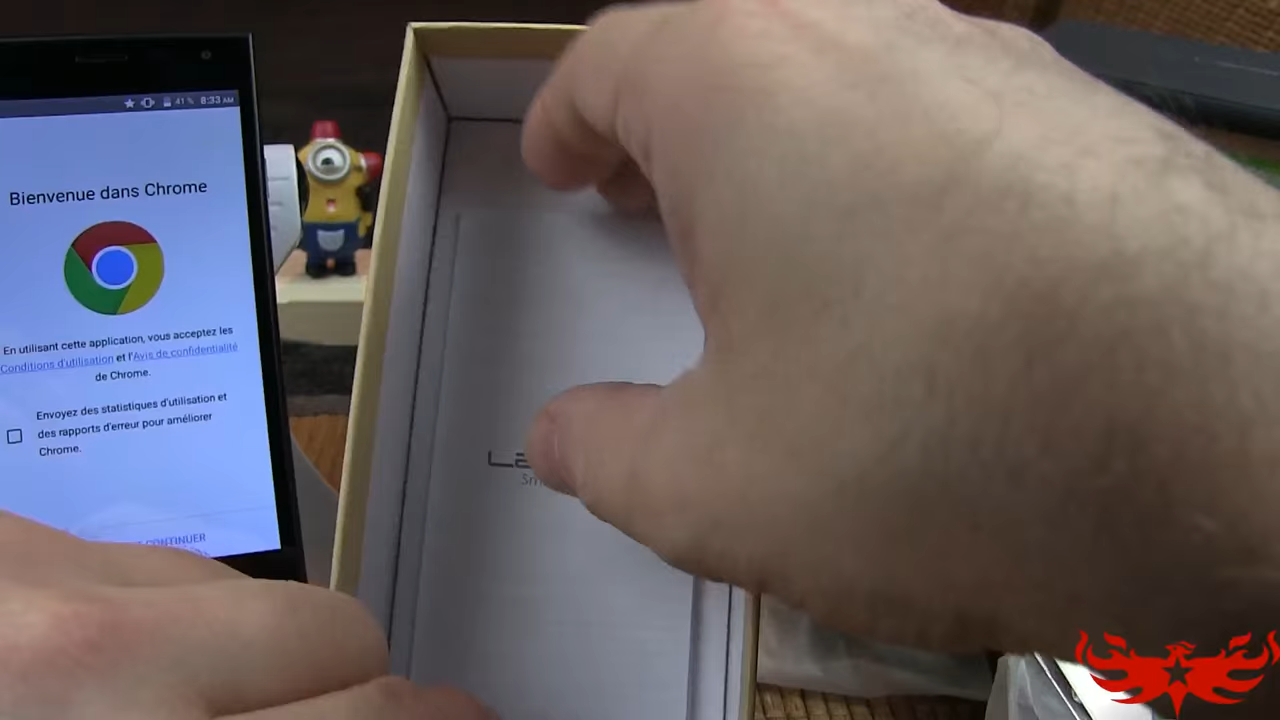 41% 8:33 AM
Bienvenue dans Chrome
En utilisant cette application, vous acceptez les
Conditions d'utilisation et l'Avis de confidentialité
de Chrome.
Envoyez des statistiques d'utilisation et
des rapports d'erreur pour améliorer
Chrome.
CONTINUER